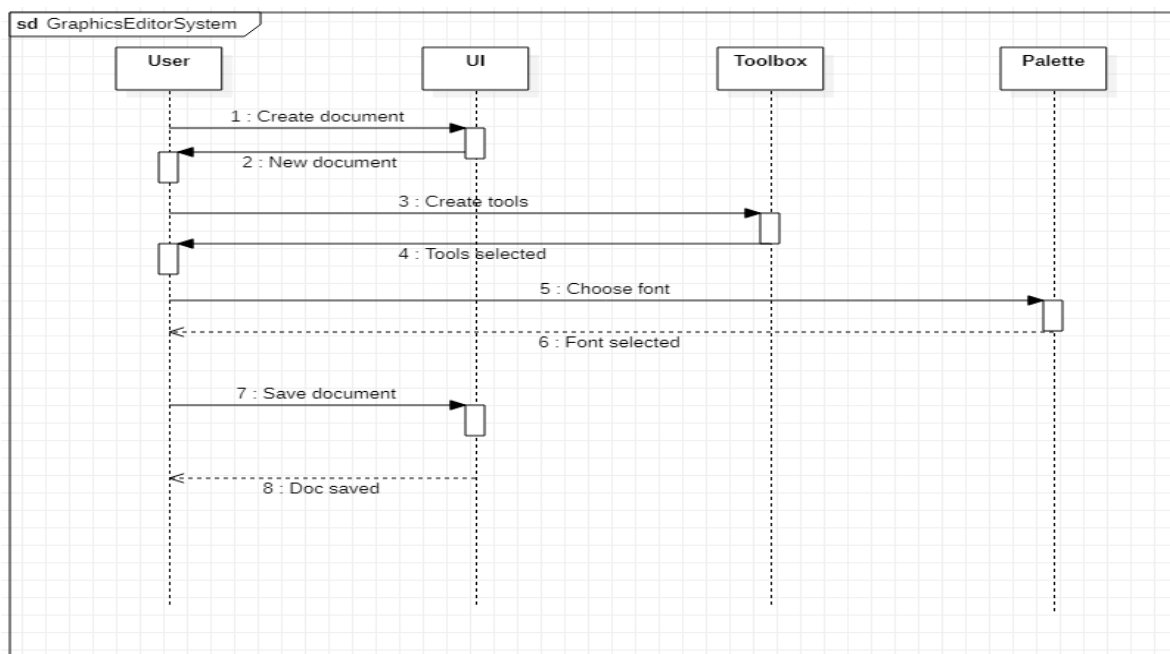 sd GraphicsEditorSystem
User
UI
Toolbox
Palette
1 : Create document
2 : New document
3 : Create tools
4 : Tools selected
5 : Choose font
6 : Font selected
7 : Save document
8 : Doc saved